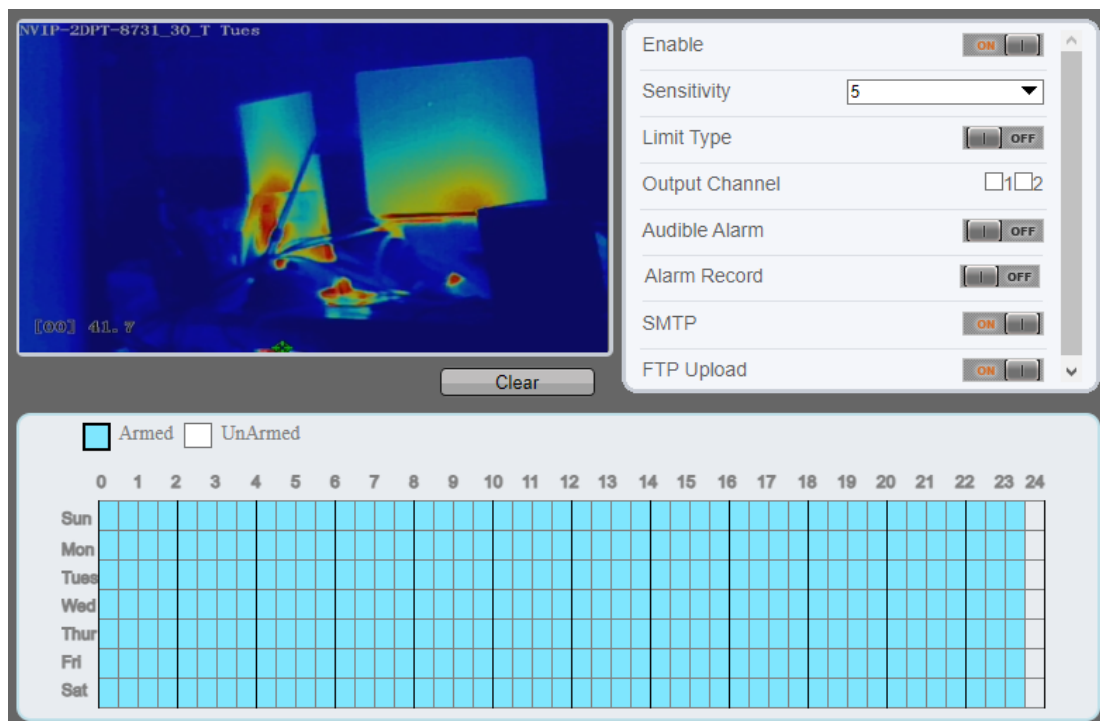 NVIP-2DPT-8731_30_T Tues
[00] 41.7
Enable ON
Sensitivity 5
Limit Type OFF
Output Channel 1 2
Audible Alarm OFF
Alarm Record OFF
SMTP ON
FTP Upload ON
Clear
Armed UnArmed
0 1 2 3 4 5 6 7 8 9 10 11 12 13 14 15 16 17 18 19 20 21 22 23 24
Sun
Mon
Tues
Wed
Thur
Fri
Sat